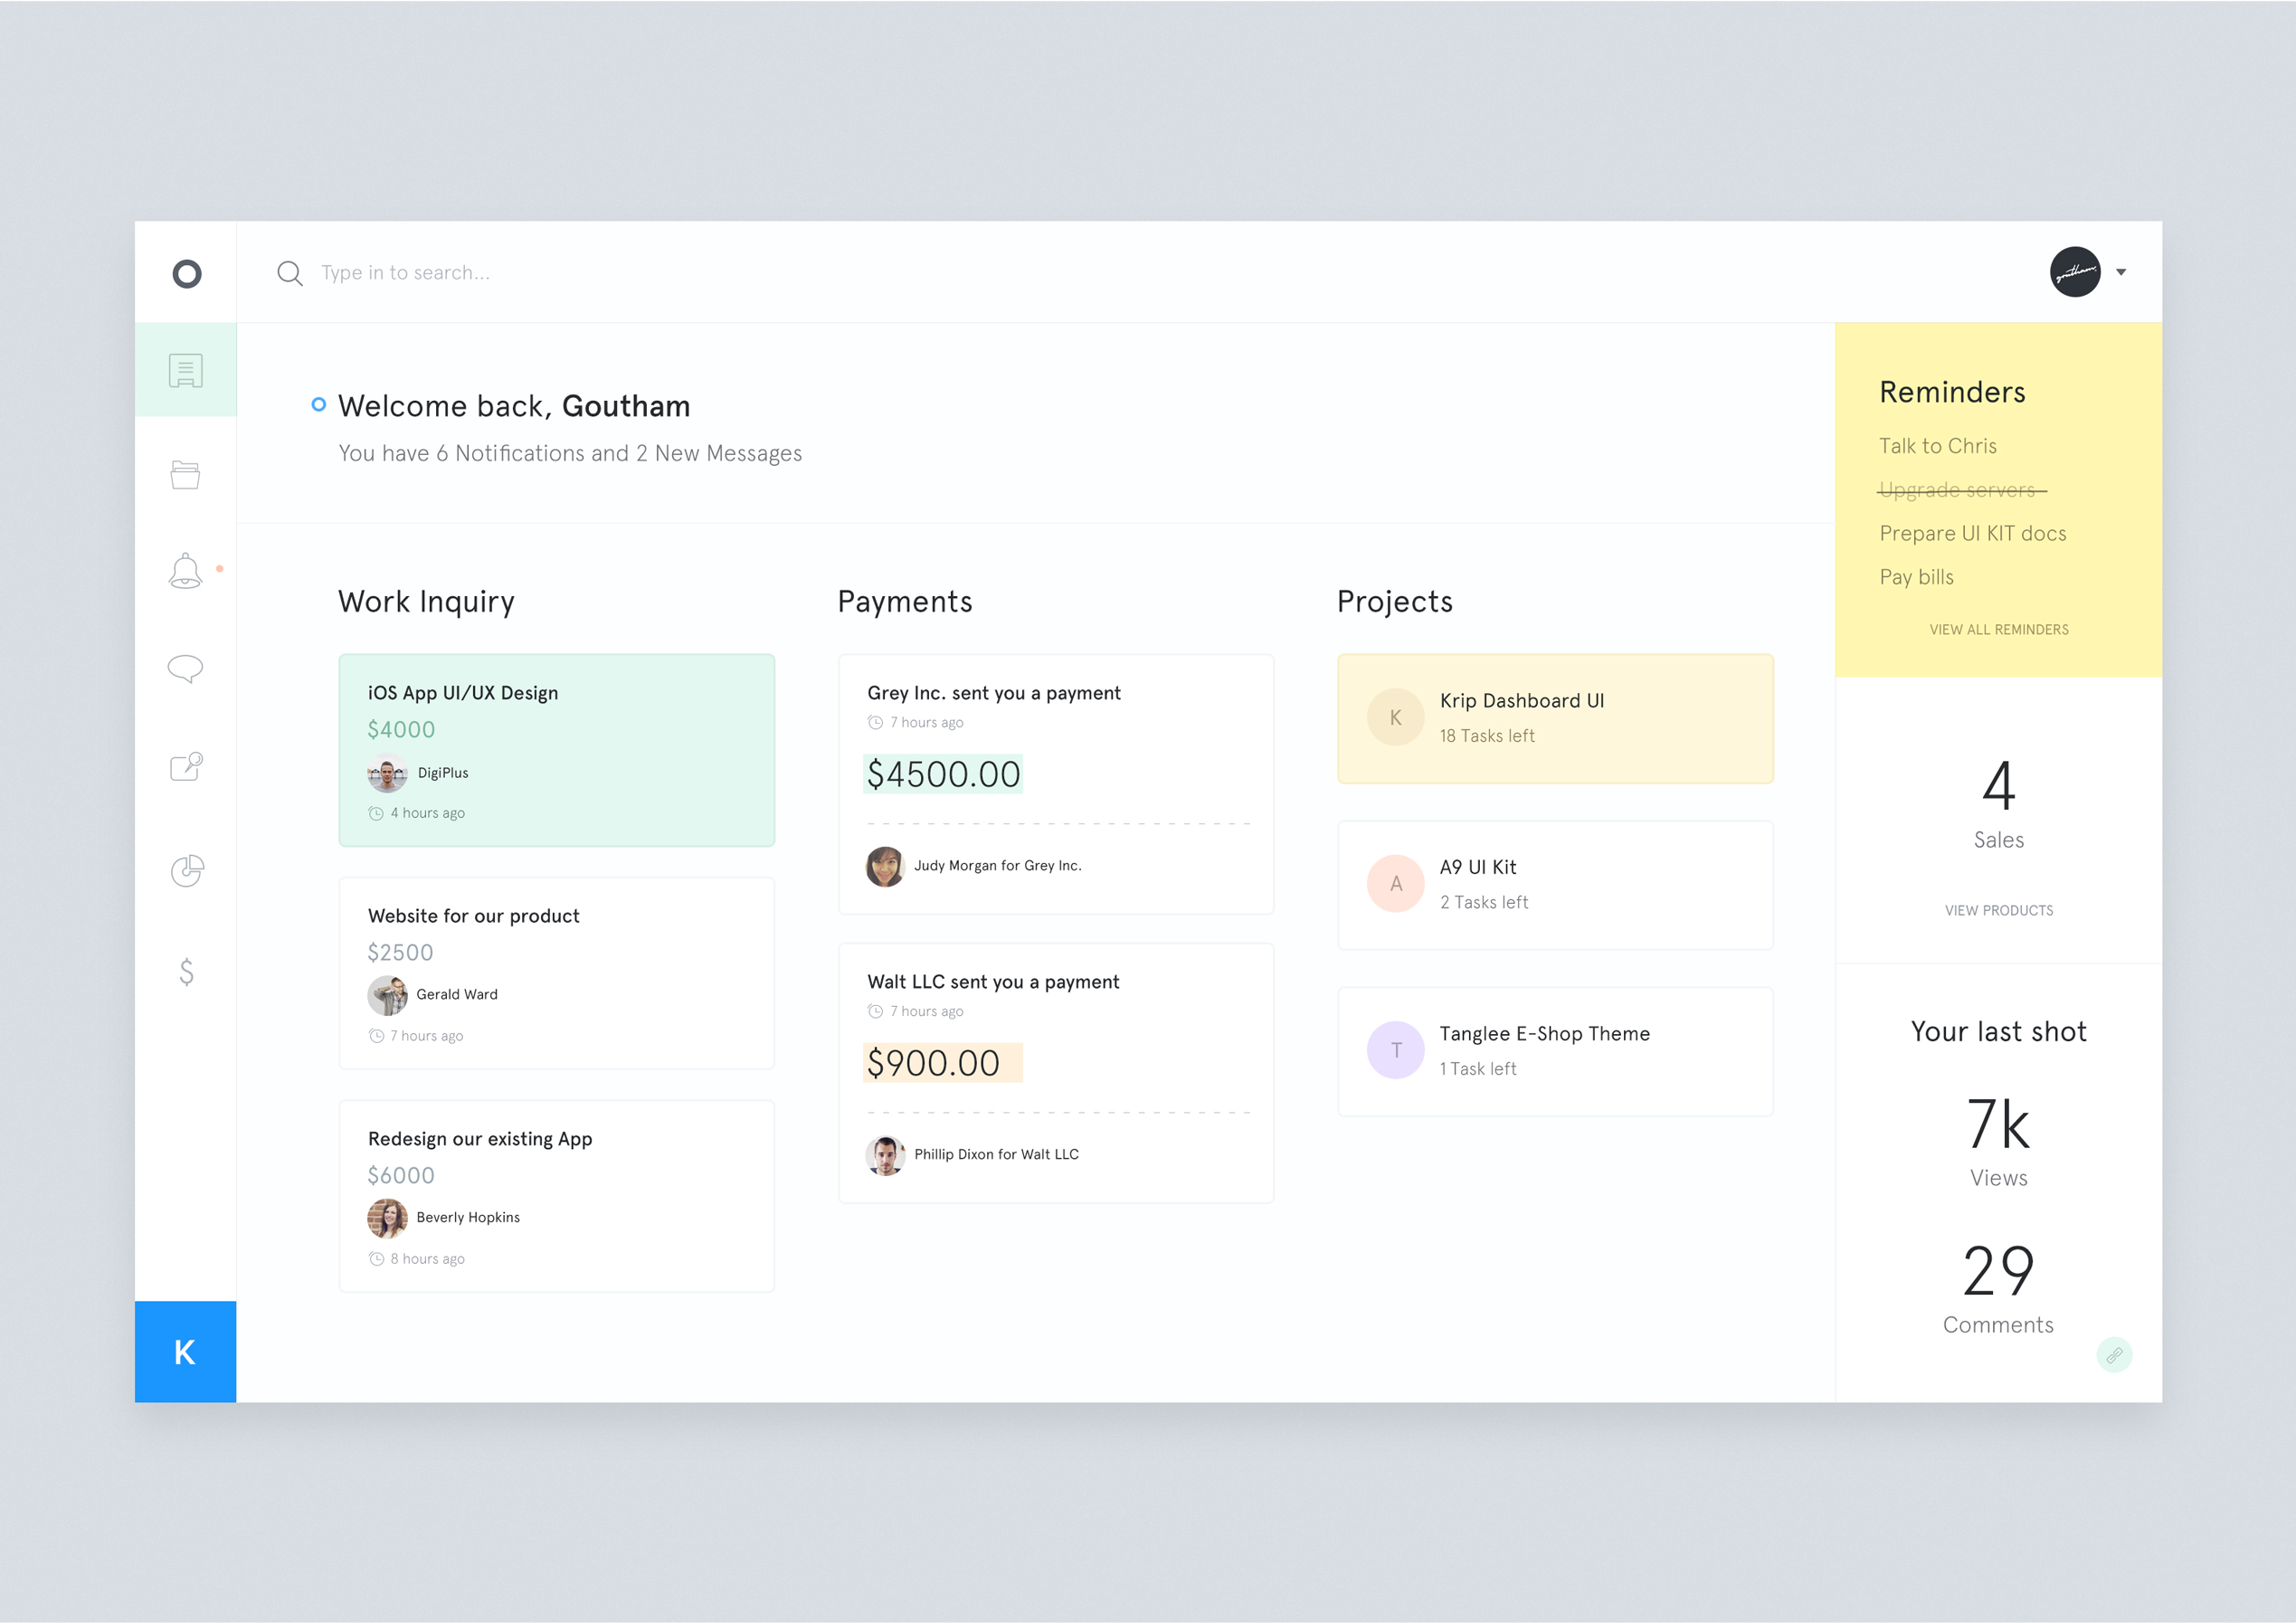 Type in to search...
goutham.
Welcome back, Goutham
You have 6 Notifications and 2 New Messages
Work Inquiry
iOS App UI/UX Design
$4000
DigiPlus
4 hours ago
Website for our product
$2500
Gerald Ward
7 hours ago
Redesign our existing App
$6000
Beverly Hopkins
8 hours ago
Payments
Grey Inc. sent you a payment
7 hours ago
$4500.00
Judy Morgan for Grey Inc.
Walt LLC sent you a payment
7 hours ago
$900.00
Phillip Dixon for Walt LLC
Projects
K
Krip Dashboard UI
18 Tasks left
A
A9 UI Kit
2 Tasks left
T
Tanglee E-Shop Theme
1 Task left
Reminders
Talk to Chris
Upgrade servers
Prepare UI KIT docs
Pay bills
VIEW ALL REMINDERS
4
Sales
VIEW PRODUCTS
Your last shot
7k
Views
29
Comments
$
K